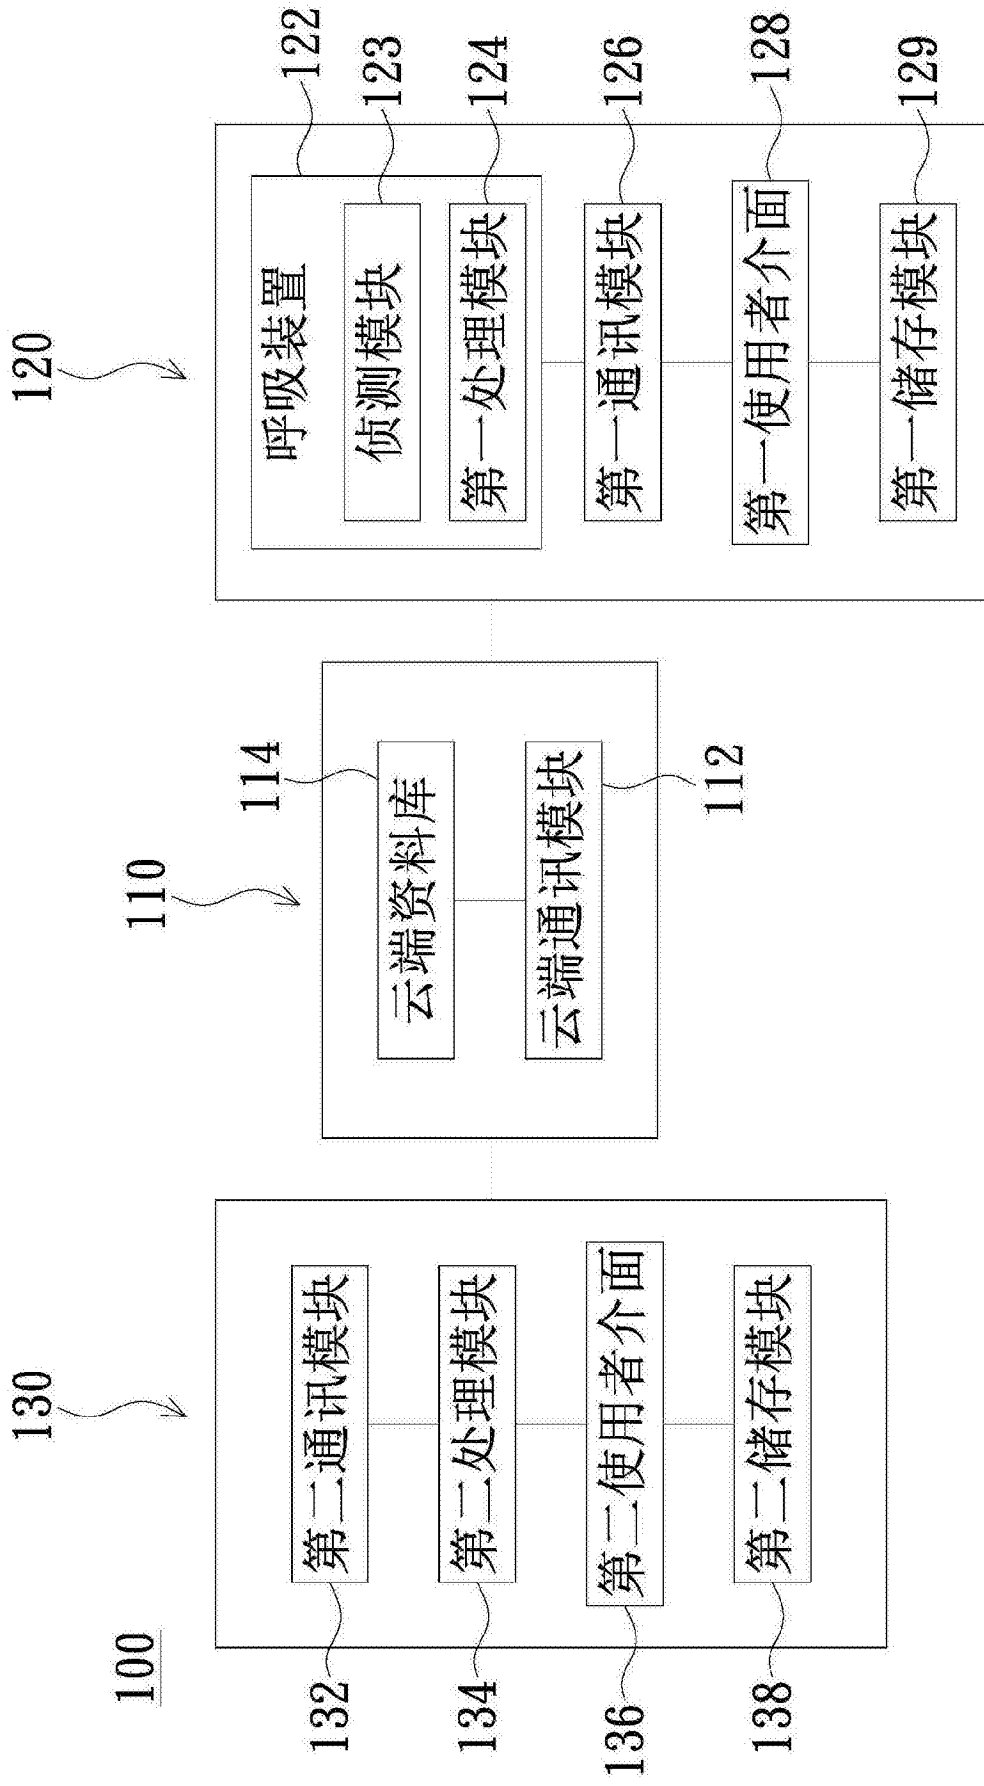 100
130
第二通讯模块
132
第二处理模块
134
第二使用者介面
136
第二储存模块
138
110
云端资料库
114
云端通讯模块
112
120
呼吸装置
122
侦测模块
123
第一处理模块
124
第一通讯模块
126
第一使用者介面
128
第一储存模块
129